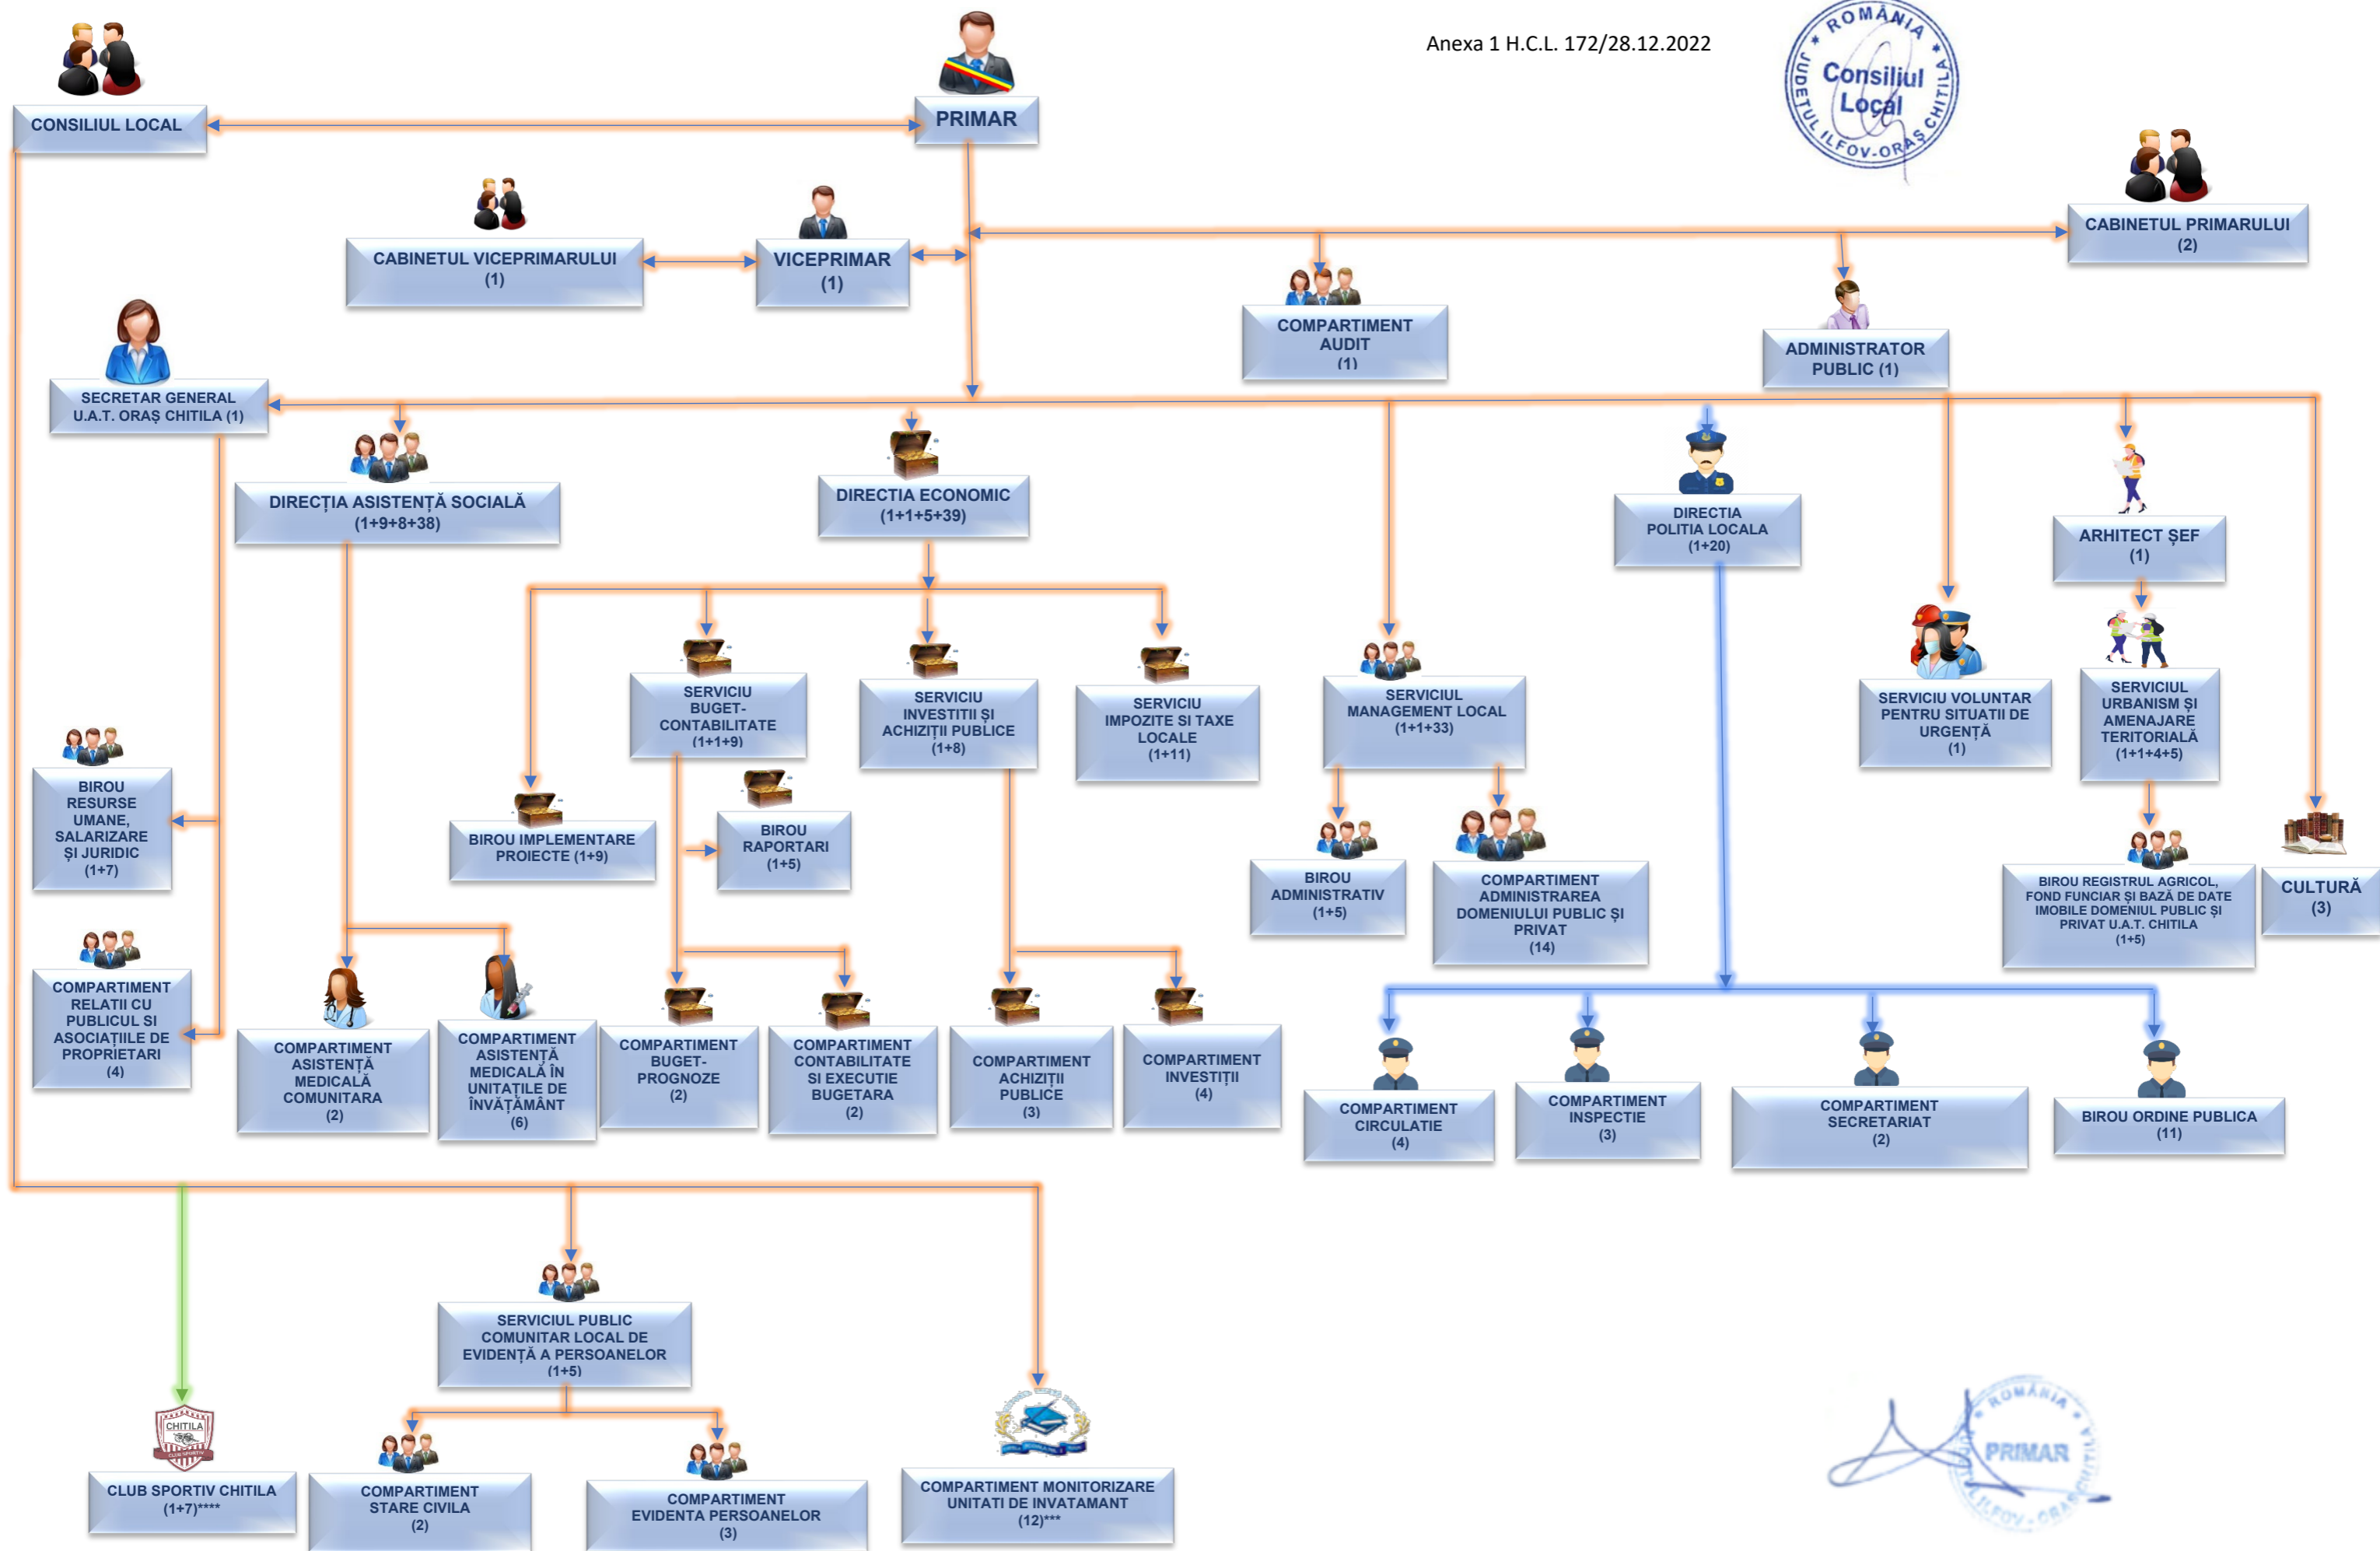 Anexa 1 H.C.L. 172/28.12.2022
ROMÂNIA
JUDEȚUL ILFOV-ORAȘ CHITILA
Consiliul
Local
CONSILIUL LOCAL
PRIMAR
CABINETUL VICEPRIMARULUI
(1)
VICEPRIMAR
(1)
CABINETUL PRIMARULUI
(2)
COMPARTIMENT
AUDIT
(1)
ADMINISTRATOR
PUBLIC (1)
SECRETAR GENERAL
U.A.T. ORAȘ CHITILA (1)
DIRECȚIA ASISTENȚĂ SOCIALĂ
(1+9+8+38)
DIRECTIA ECONOMIC
(1+1+5+39)
DIRECTIA
POLITIA LOCALA
(1+20)
ARHITECT ȘEF
(1)
SERVICIU
BUGET-
CONTABILITATE
(1+1+9)
SERVICIU
INVESTITII ȘI
ACHIZIȚII PUBLICE
(1+8)
SERVICIU
IMPOZITE SI TAXE
LOCALE
(1+11)
SERVICIUL
MANAGEMENT LOCAL
(1+1+33)
SERVICIU VOLUNTAR
PENTRU SITUATII DE
URGENȚĂ
(1)
SERVICIUL
URBANISM ȘI
AMENAJARE
TERITORIALĂ
(1+1+4+5)
BIROU
RESURSE
UMANE,
SALARIZARE
ȘI JURIDIC
(1+7)
BIROU IMPLEMENTARE
PROIECTE (1+9)
BIROU
RAPORTARI
(1+5)
BIROU
ADMINISTRATIV
(1+5)
COMPARTIMENT
ADMINISTRAREA
DOMENIULUI PUBLIC ȘI
PRIVAT
(14)
BIROU REGISTRUL AGRICOL,
FOND FUNCIAR ȘI BAZĂ DE DATE
IMOBILE DOMENIUL PUBLIC ȘI
PRIVAT U.A.T. CHITILA
(1+5)
CULTURĂ
(3)
COMPARTIMENT
RELATII CU
PUBLICUL SI
ASOCIAȚIILE DE
PROPRIETARI
(4)
COMPARTIMENT
ASISTENȚĂ
MEDICALĂ
COMUNITARA
(2)
COMPARTIMENT
ASISTENȚĂ
MEDICALĂ ÎN
UNITAȚILE DE
ÎNVĂȚĂMÂNT
(6)
COMPARTIMENT
BUGET-
PROGNOZE
(2)
COMPARTIMENT
CONTABILITATE
SI EXECUTIE
BUGETARA
(2)
COMPARTIMENT
ACHIZIȚII
PUBLICE
(3)
COMPARTIMENT
INVESTIȚII
(4)
COMPARTIMENT
CIRCULATIE
(4)
COMPARTIMENT
INSPECTIE
(3)
COMPARTIMENT
SECRETARIAT
(2)
BIROU ORDINE PUBLICA
(11)
SERVICIUL PUBLIC
COMUNITAR LOCAL DE
EVIDENȚĂ A PERSOANELOR
(1+5)
CHITILA
CLUB SPORTIV
CLUB SPORTIV CHITILA
(1+7)****
COMPARTIMENT
STARE CIVILA
(2)
COMPARTIMENT
EVIDENTA PERSOANELOR
(3)
COMPARTIMENT MONITORIZARE
UNITATI DE INVATAMANT
(12)***
ROMÂNIA
PRIMAR
JUDEȚUL ILFOV - ORAȘ CHITILA